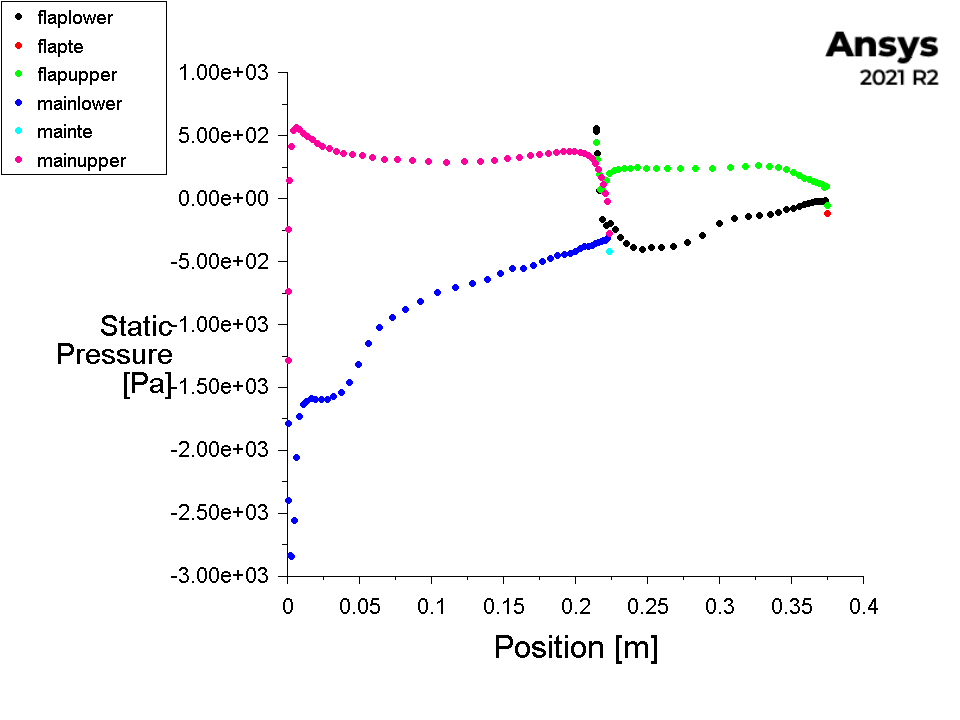 flaplower
flapte
flapupper
mainlower
mainte
mainupper
Ansys
2021 R2
1.00e+03
5.00e+02
0.00e+00
-5.00e+02
-1.00e+03
-1.50e+03
-2.00e+03
-2.50e+03
-3.00e+03
Static
Pressure
[Pa]
0 0.05 0.1 0.15 0.2 0.25 0.3 0.35 0.4
Position [m]